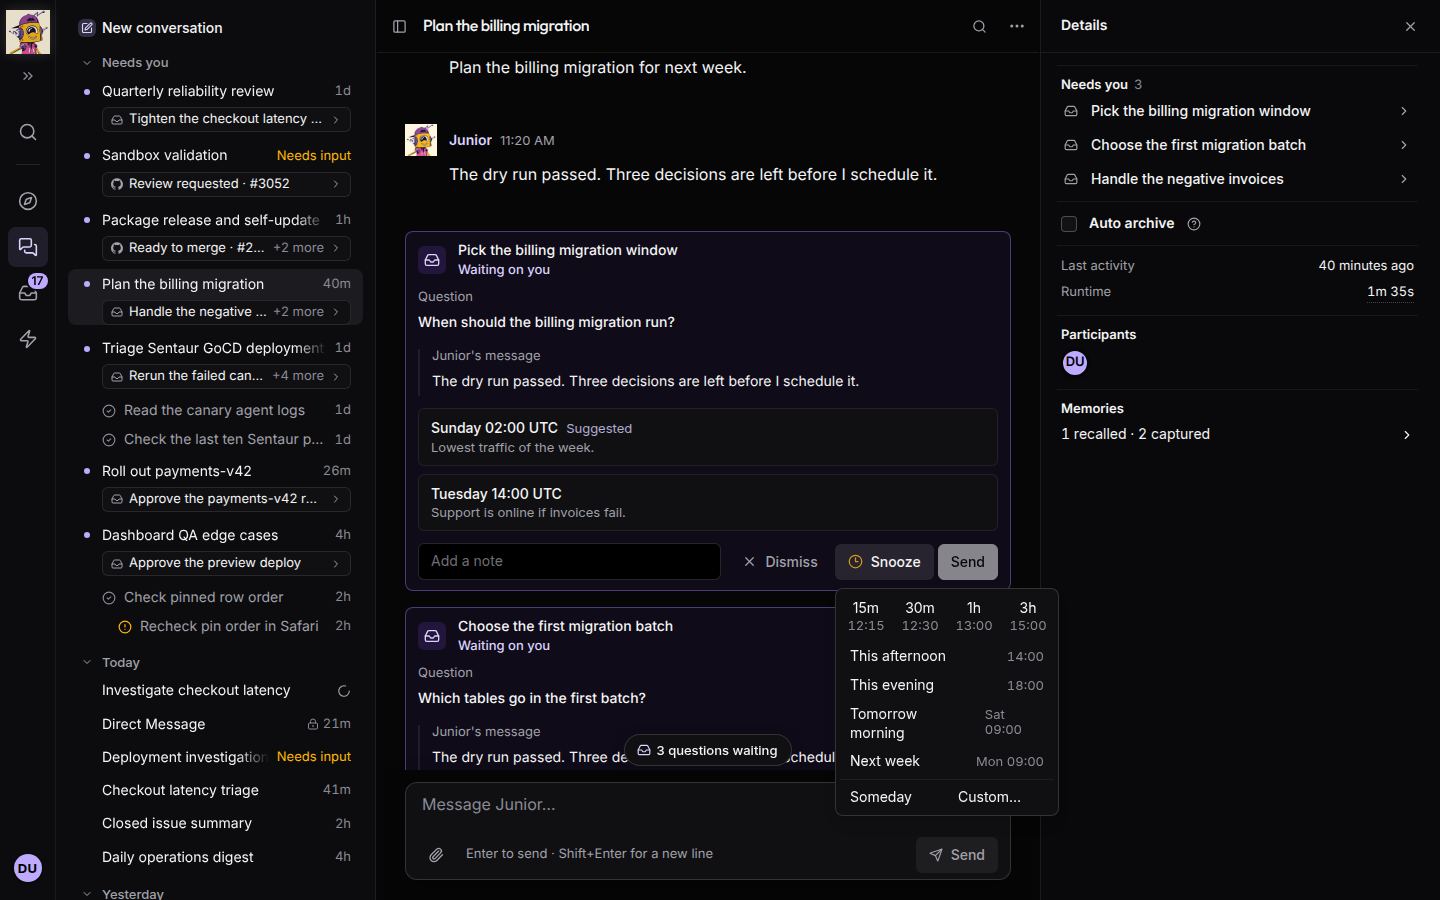 New conversation
Needs you
Quarterly reliability review 1d
Tighten the checkout latency ...
Sandbox validation Needs input
Review requested · #3052
Package release and self-update 1h
Ready to merge · #2... +2 more
Plan the billing migration 40m
Handle the negative ... +2 more
Triage Sentaur GoCD deployment 1d
Rerun the failed can... +4 more
Read the canary agent logs 1d
Check the last ten Sentaur p... 1d
Roll out payments-v42 26m
Approve the payments-v42 r...
Dashboard QA edge cases 4h
Approve the preview deploy
Check pinned row order 2h
Recheck pin order in Safari 2h
Today
Investigate checkout latency
Direct Message 21m
Deployment investigation Needs input
Checkout latency triage 41m
Closed issue summary 2h
Daily operations digest 4h
Yesterday
17
DU
Plan the billing migration
Plan the billing migration for next week.
Junior 11:20 AM
The dry run passed. Three decisions are left before I schedule it.
Pick the billing migration window
Waiting on you
Question
When should the billing migration run?
Junior's message
The dry run passed. Three decisions are left before I schedule it.
Sunday 02:00 UTC Suggested
Lowest traffic of the week.
Tuesday 14:00 UTC
Support is online if invoices fail.
Add a note Dismiss Snooze Send
15m 30m 1h 3h
12:15 12:30 13:00 15:00
This afternoon 14:00
This evening 18:00
Tomorrow morning Sat 09:00
Next week Mon 09:00
Someday Custom...
Choose the first migration batch
Waiting on you
Question
Which tables go in the first batch?
Junior's message
The dry run passed. Three de
schedul
3 questions waiting
Message Junior...
Enter to send · Shift+Enter for a new line Send
Details
Needs you 3
Pick the billing migration window
Choose the first migration batch
Handle the negative invoices
Auto archive
Last activity 40 minutes ago
Runtime 1m 35s
Participants
DU
Memories
1 recalled · 2 captured